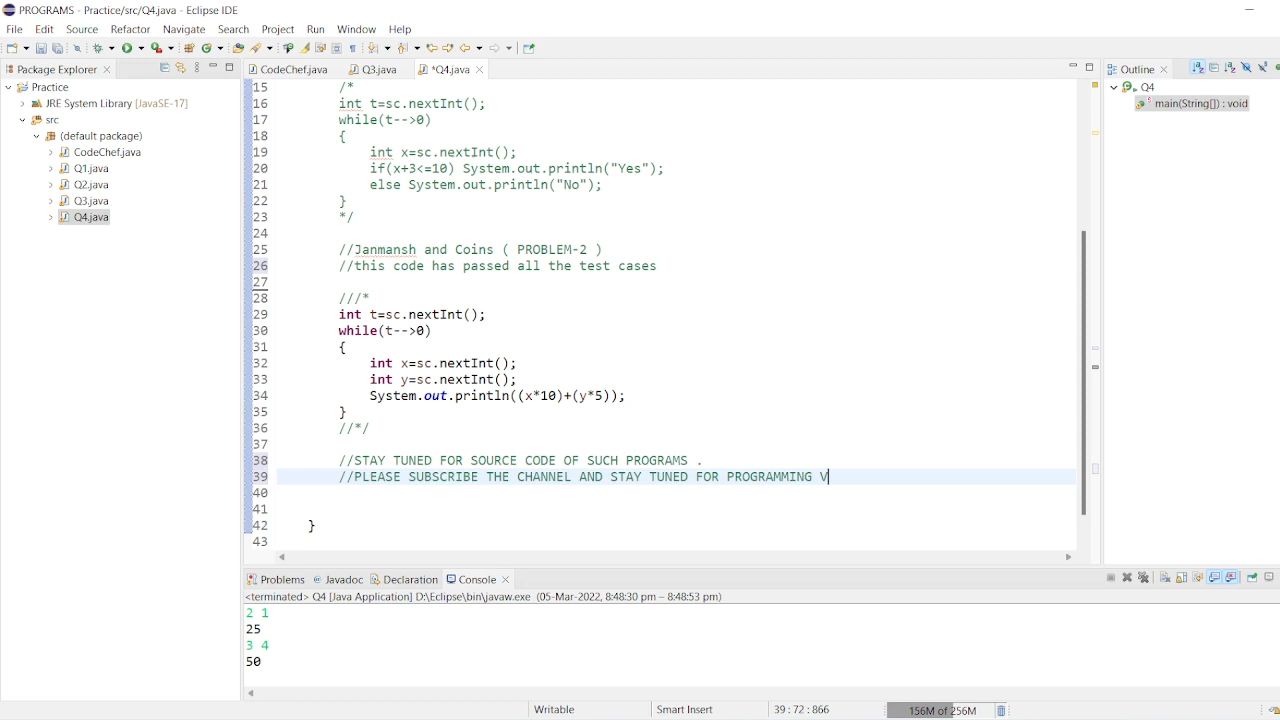 PROGRAMS - Practice/src/Q4.java - Eclipse IDE
File Edit Source Refactor Navigate Search Project Run Window Help
Package Explorer
CodeChef.java
Q3.java
*Q4.java
Outline
Practice
JRE System Library [JavaSE-17]
src
(default package)
CodeChef.java
Q1.java
Q2.java
Q3.java
Q4.java
15 /*
16 int t=sc.nextInt();
17 while(t-->0)
18 {
19 int x=sc.nextInt();
20 if(x+3<=10) System.out.println("Yes");
21 else System.out.println("No");
22 }
23 */
24
25 //Janmansh and Coins ( PROBLEM-2 )
26 //this code has passed all the test cases
27
28 ///*
29 int t=sc.nextInt();
30 while(t-->0)
31 {
32 int x=sc.nextInt();
33 int y=sc.nextInt();
34 System.out.println((x*10)+(y*5));
35 }
36 //*/
37
38 //STAY TUNED FOR SOURCE CODE OF SUCH PROGRAMS .
39 //PLEASE SUBSCRIBE THE CHANNEL AND STAY TUNED FOR PROGRAMMING V
40
41
42 }
43
Q4
main(String[]) : void
Problems Javadoc Declaration Console
<terminated> Q4 [Java Application] D:\Eclipse\bin\javaw.exe (05-Mar-2022, 8:48:30 pm – 8:48:53 pm)
2 1
25
3 4
50
Writable Smart Insert 39 : 72 : 866 156M of 256M